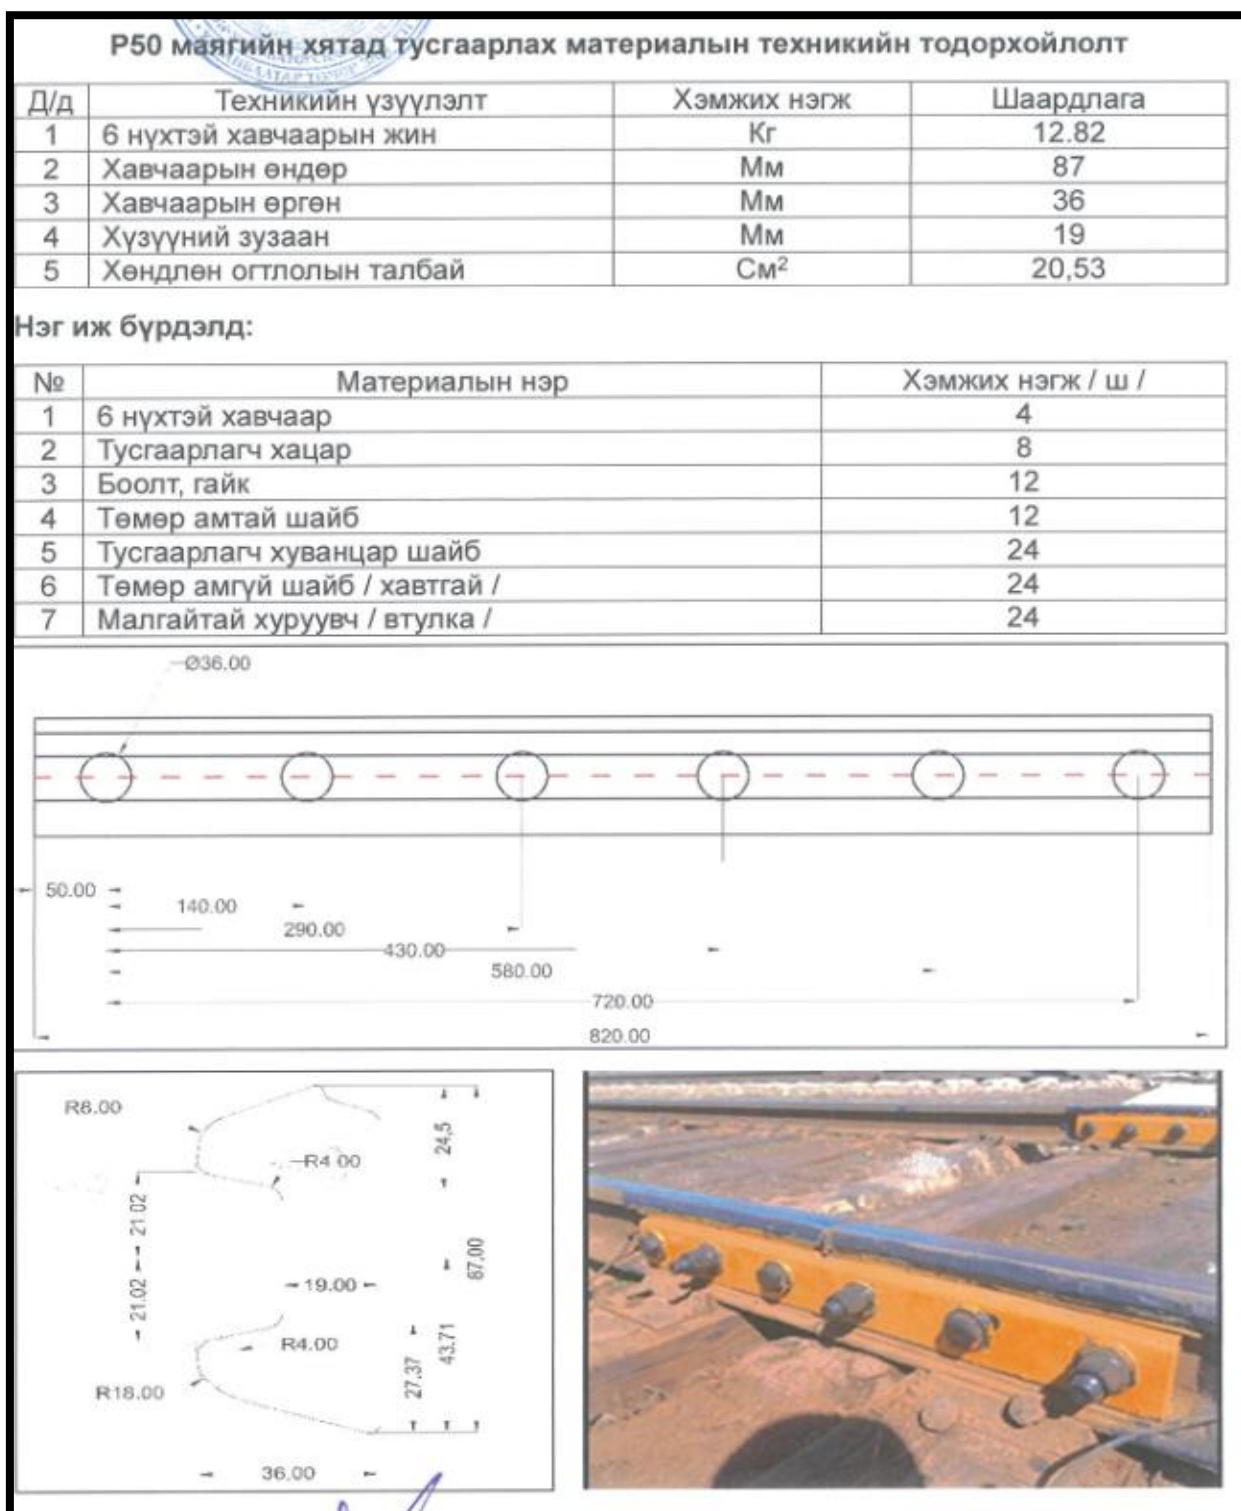 Р50 маягийн хятад тусгаарлах материалын техникийн тодорхойлолт
Д/д Техникийн үзүүлэлт Хэмжих нэгж Шаардлага
1 6 нүхтэй хавчаарын жин Кг 12.82
2 Хавчаарын өндөр Мм 87
3 Хавчаарын өргөн Мм 36
4 Хүзүүний зузаан Мм 19
5 Хөндлөн огтлолын талбай См² 20,53
Нэг иж бүрдэлд:
№ Материалын нэр Хэмжих нэгж / ш /
1 6 нүхтэй хавчаар 4
2 Тусгаарлагч хацар 8
3 Боолт, гайк 12
4 Төмөр амтай шайб 12
5 Тусгаарлагч хуванцар шайб 24
6 Төмөр амгүй шайб / хавтгай / 24
7 Малгайтай хуруувч / втулка / 24
Ø36.00
50.00
140.00
290.00
430.00
580.00
720.00
820.00
R8.00
24,5
R4.00
21.02
87.00
19.00
21.02
R4.00
43.71
27.37
R18.00
36.00